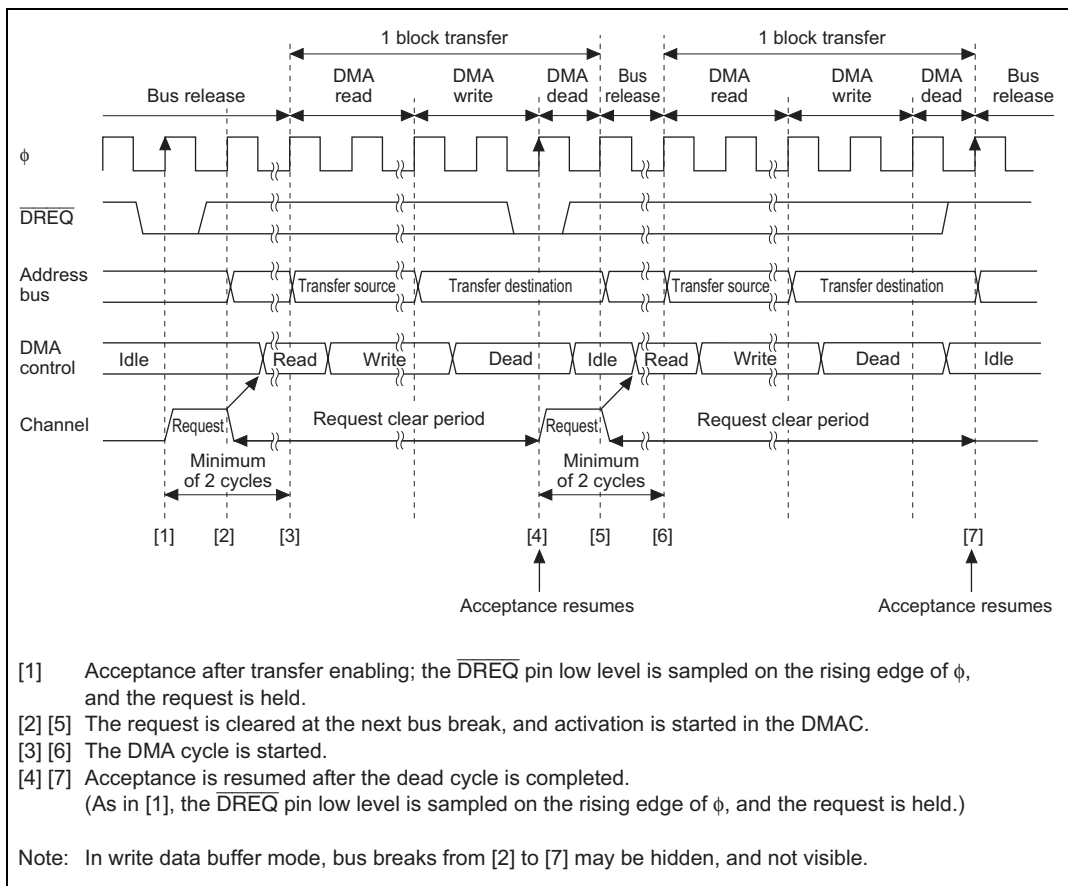 1 block transfer 1 block transfer
DMA read DMA write DMA dead Bus release DMA read DMA write DMA dead Bus release
Bus release
φ
DREQ
Address bus Transfer source Transfer destination Transfer source Transfer destination
DMA control Idle Read Write Dead Idle Read Write Dead Idle
Channel Request Request clear period Request Request clear period
Minimum of 2 cycles Minimum of 2 cycles
[1] [2] [3] [4] [5] [6] [7]
Acceptance resumes Acceptance resumes
[1] Acceptance after transfer enabling; the DREQ pin low level is sampled on the rising edge of φ,
and the request is held.
[2] [5] The request is cleared at the next bus break, and activation is started in the DMAC.
[3] [6] The DMA cycle is started.
[4] [7] Acceptance is resumed after the dead cycle is completed.
(As in [1], the DREQ pin low level is sampled on the rising edge of φ, and the request is held.)
Note: In write data buffer mode, bus breaks from [2] to [7] may be hidden, and not visible.